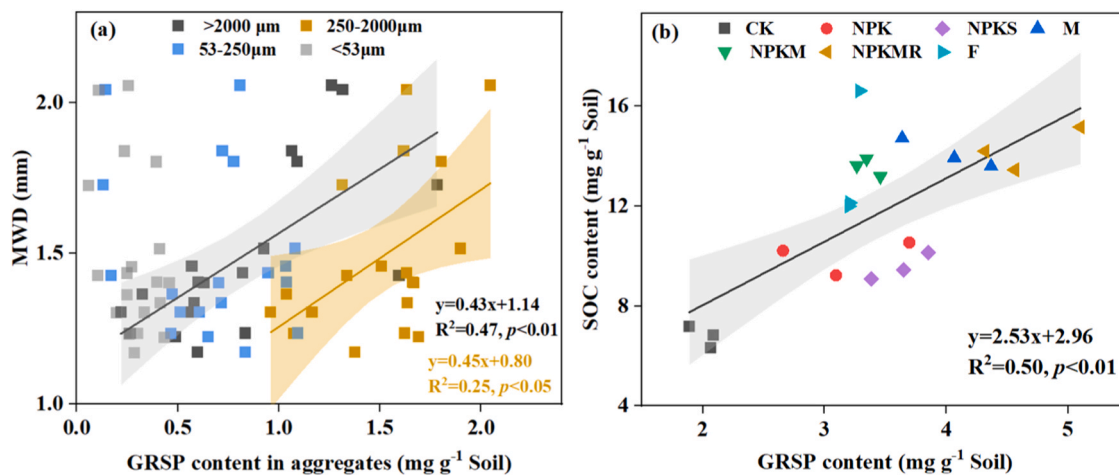 (a)
>2000 μm
250-2000μm
53-250μm
<53μm
2.0
1.5
1.0
MWD (mm)
y=0.43x+1.14
R²=0.47, p<0.01
y=0.45x+0.80
R²=0.25, p<0.05
0.0 0.5 1.0 1.5 2.0
GRSP content in aggregates (mg g⁻¹ Soil)
(b)
CK NPK NPKS M
NPKM NPKMR F
16
12
8
4
SOC content (mg g⁻¹ Soil)
y=2.53x+2.96
R²=0.50, p<0.01
2 3 4 5
GRSP content (mg g⁻¹ Soil)